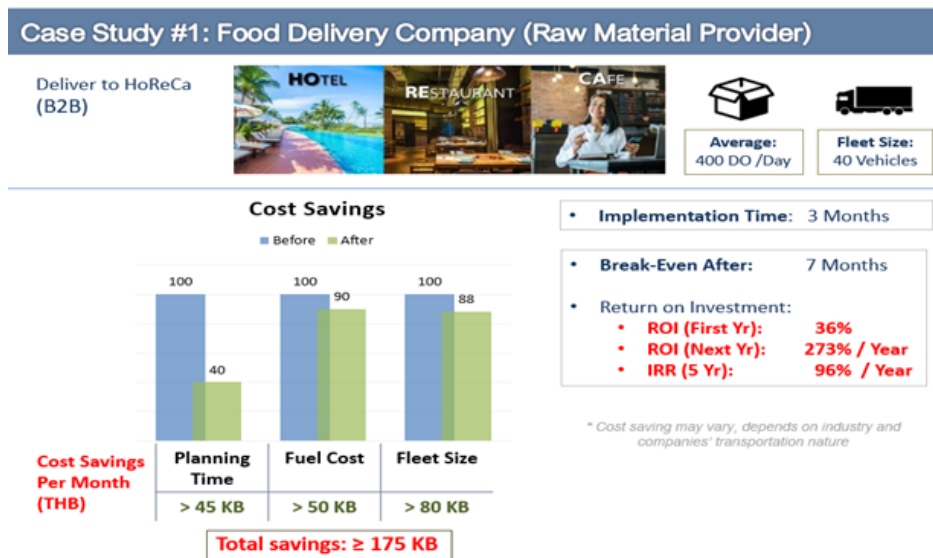 Case Study #1: Food Delivery Company (Raw Material Provider)
Deliver to HoReCa
(B2B)
HOTEL
RESTAURANT
CAFE
Average:
400 DO /Day
Fleet Size:
40 Vehicles
Cost Savings
Before After
100 100 100
40 90 88
Planning
Time
Fuel Cost
Fleet Size
Cost Savings
Per Month
(THB)
> 45 KB
> 50 KB
> 80 KB
Total savings: ≥ 175 KB
• Implementation Time: 3 Months
• Break-Even After: 7 Months
• Return on Investment:
• ROI (First Yr): 36%
• ROI (Next Yr): 273% / Year
• IRR (5 Yr): 96% / Year
* Cost saving may vary, depends on industry and
companies' transportation nature